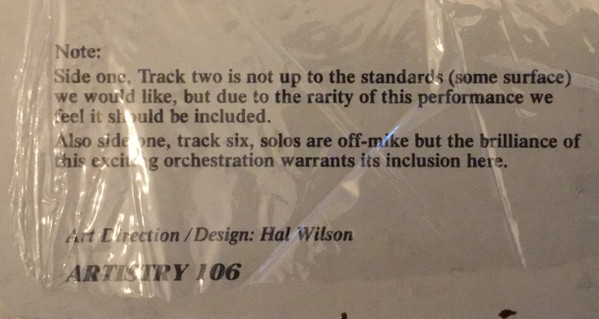 Note:
Side one, Track two is not up to the standards (some surface)
we would like, but due to the rarity of this performance we
feel it should be included.
Also side one, track six, solos are off-mike but the brilliance of
this exciting orchestration warrants its inclusion here.
Art Direction / Design: Hal Wilson
ARTISTRY 106